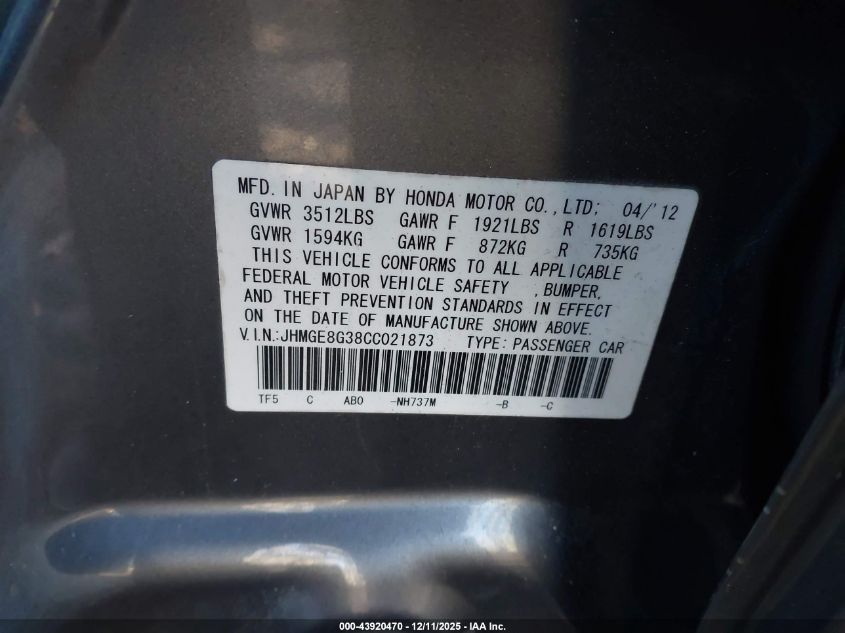 MFD. IN JAPAN BY HONDA MOTOR CO.,LTD; 04/'12
GVWR 3512LBS GAWR F 1921LBS R 1619LBS
GVWR 1594KG GAWR F 872KG R 735KG
THIS VEHICLE CONFORMS TO ALL APPLICABLE
FEDERAL MOTOR VEHICLE SAFETY , BUMPER,
AND THEFT PREVENTION STANDARDS IN EFFECT
ON THE DATE OF MANUFACTURE SHOWN ABOVE.
V.I.N.:JHMGE8G38CC021873 TYPE: PASSENGER CAR
TF5 C ABO -NH737M -B -C
000-43920470 - 12/11/2025 - IAA Inc.